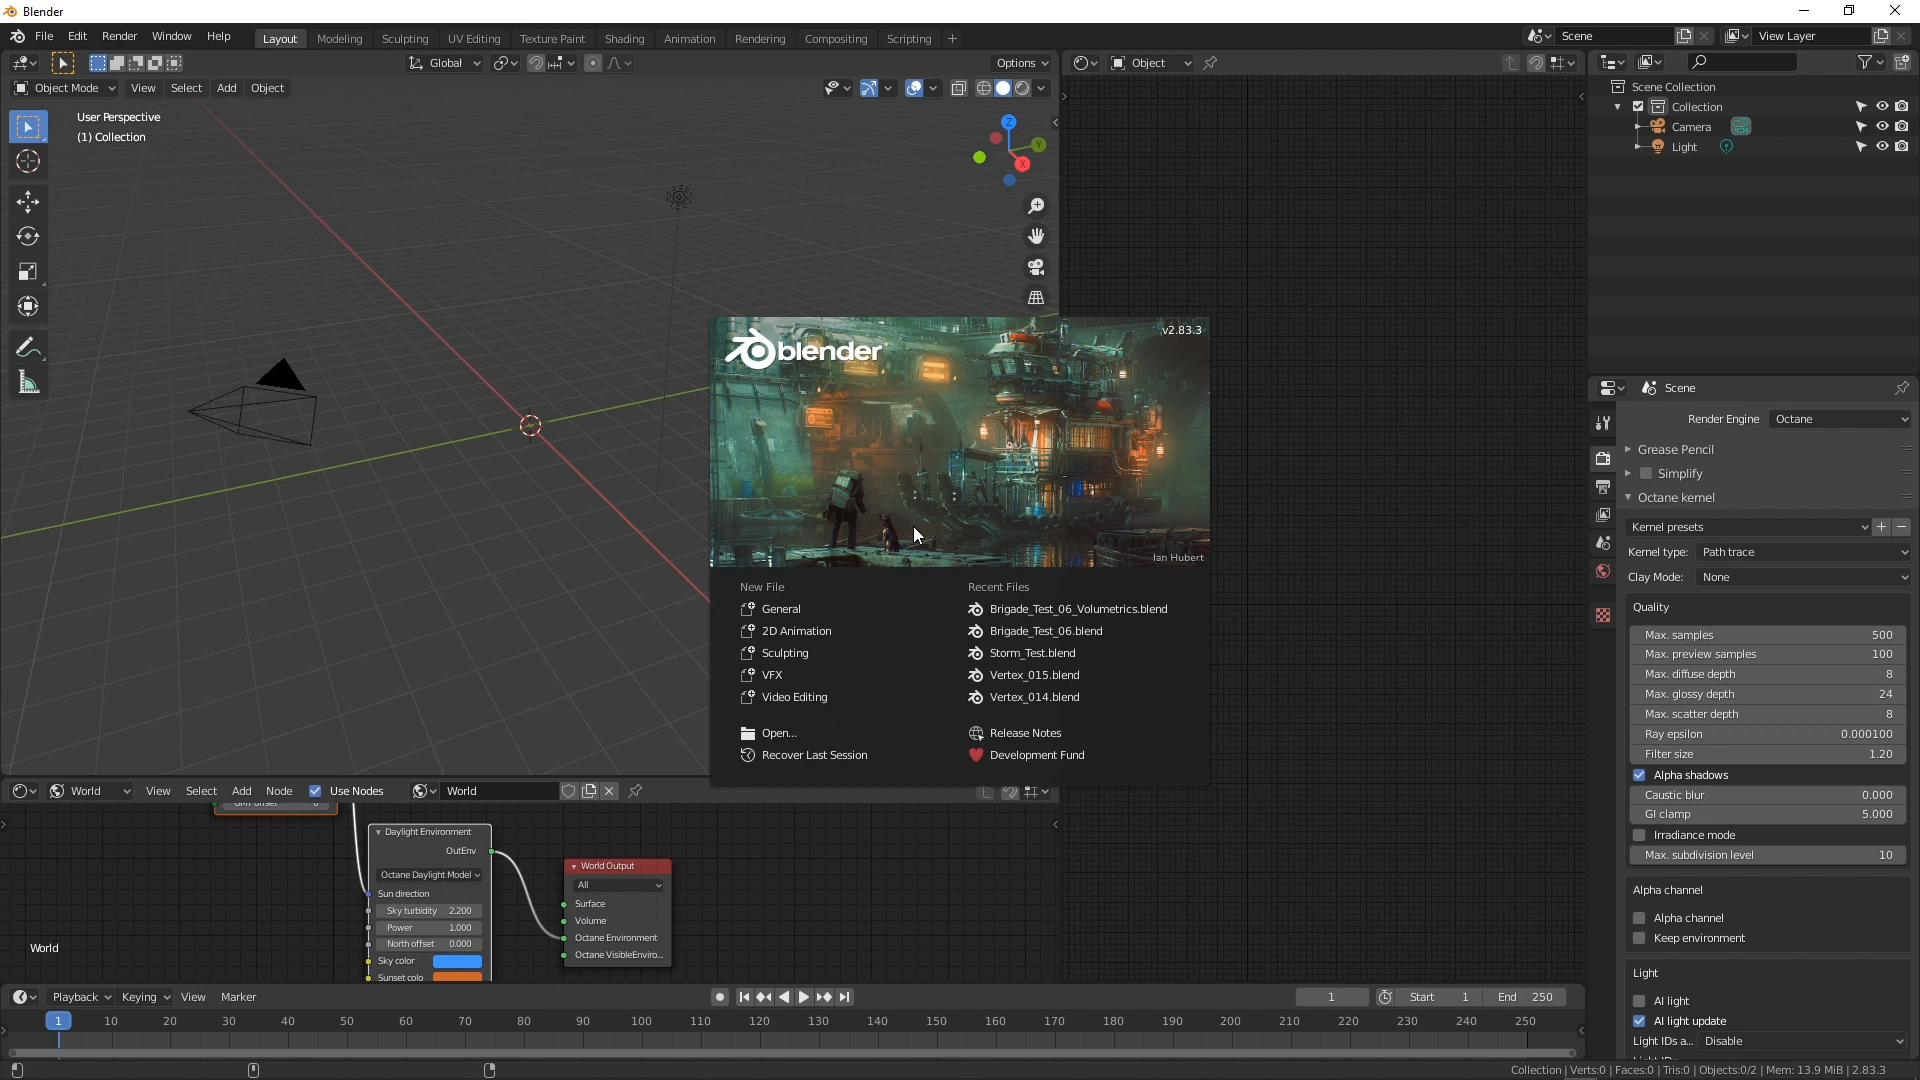 Blender
File Edit Render Window Help
Layout Modeling Sculpting UV Editing Texture Paint Shading Animation Rendering Compositing Scripting +
Scene
View Layer
Global
Options
Object
Object Mode View Select Add Object
User Perspective
(1) Collection
Z
Y
X
Scene Collection
Collection
Camera
Light
blender
v2.83.3
Ian Hubert
New File
General
2D Animation
Sculpting
VFX
Video Editing
Open...
Recover Last Session
Recent Files
Brigade_Test_06_Volumetrics.blend
Brigade_Test_06.blend
Storm_Test.blend
Vertex_015.blend
Vertex_014.blend
Release Notes
Development Fund
Scene
Render Engine Octane
Grease Pencil
Simplify
Octane kernel
Kernel presets
Kernel type: Path trace
Clay Mode: None
Quality
Max. samples 500
Max. preview samples 100
Max. diffuse depth 8
Max. glossy depth 24
Max. scatter depth 8
Ray epsilon 0.000100
Filter size 1.20
Alpha shadows
Caustic blur 0.000
GI clamp 5.000
Irradiance mode
Max. subdivision level 10
Alpha channel
Alpha channel
Keep environment
Light
AI light
AI light update
Light IDs a... Disable
World View Select Add Node Use Nodes World
Daylight Environment
OutEnv
Octane Daylight Model
Sun direction
Sky turbidity 2.200
Power 1.000
North offset 0.000
Sky color
Sunset colo
World Output
All
Surface
Volume
Octane Environment
Octane VisibleEnviro...
World
Playback Keying View Marker
1 Start 1 End 250
1 10 20 30 40 50 60 70 80 90 100 110 120 130 140 150 160 170 180 190 200 210 220 230 240 250
Collection | Verts:0 | Faces:0 | Tris:0 | Objects:0/2 | Mem: 13.9 MiB | 2.83.3